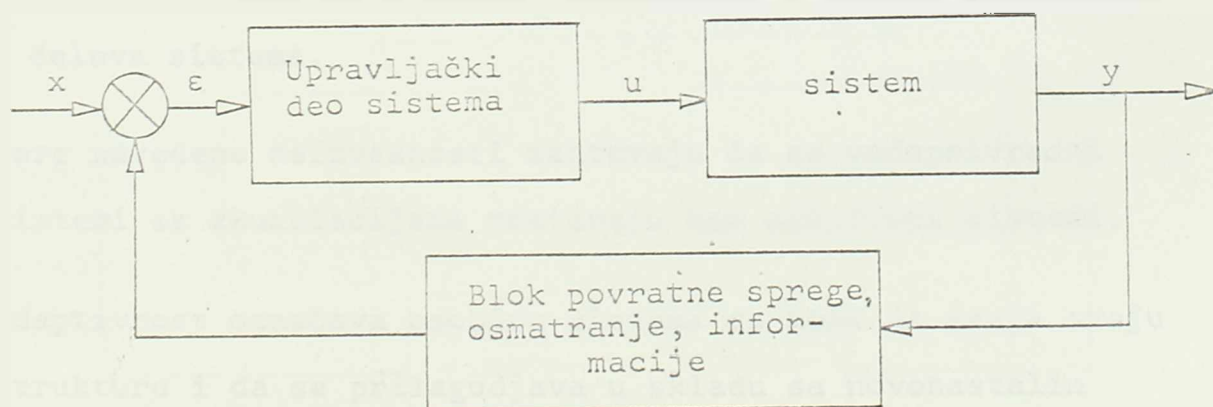 x
ε
Upravljački
deo sistema
u
sistem
y
Blok povratne sprege,
osmatranje, infor-
macije